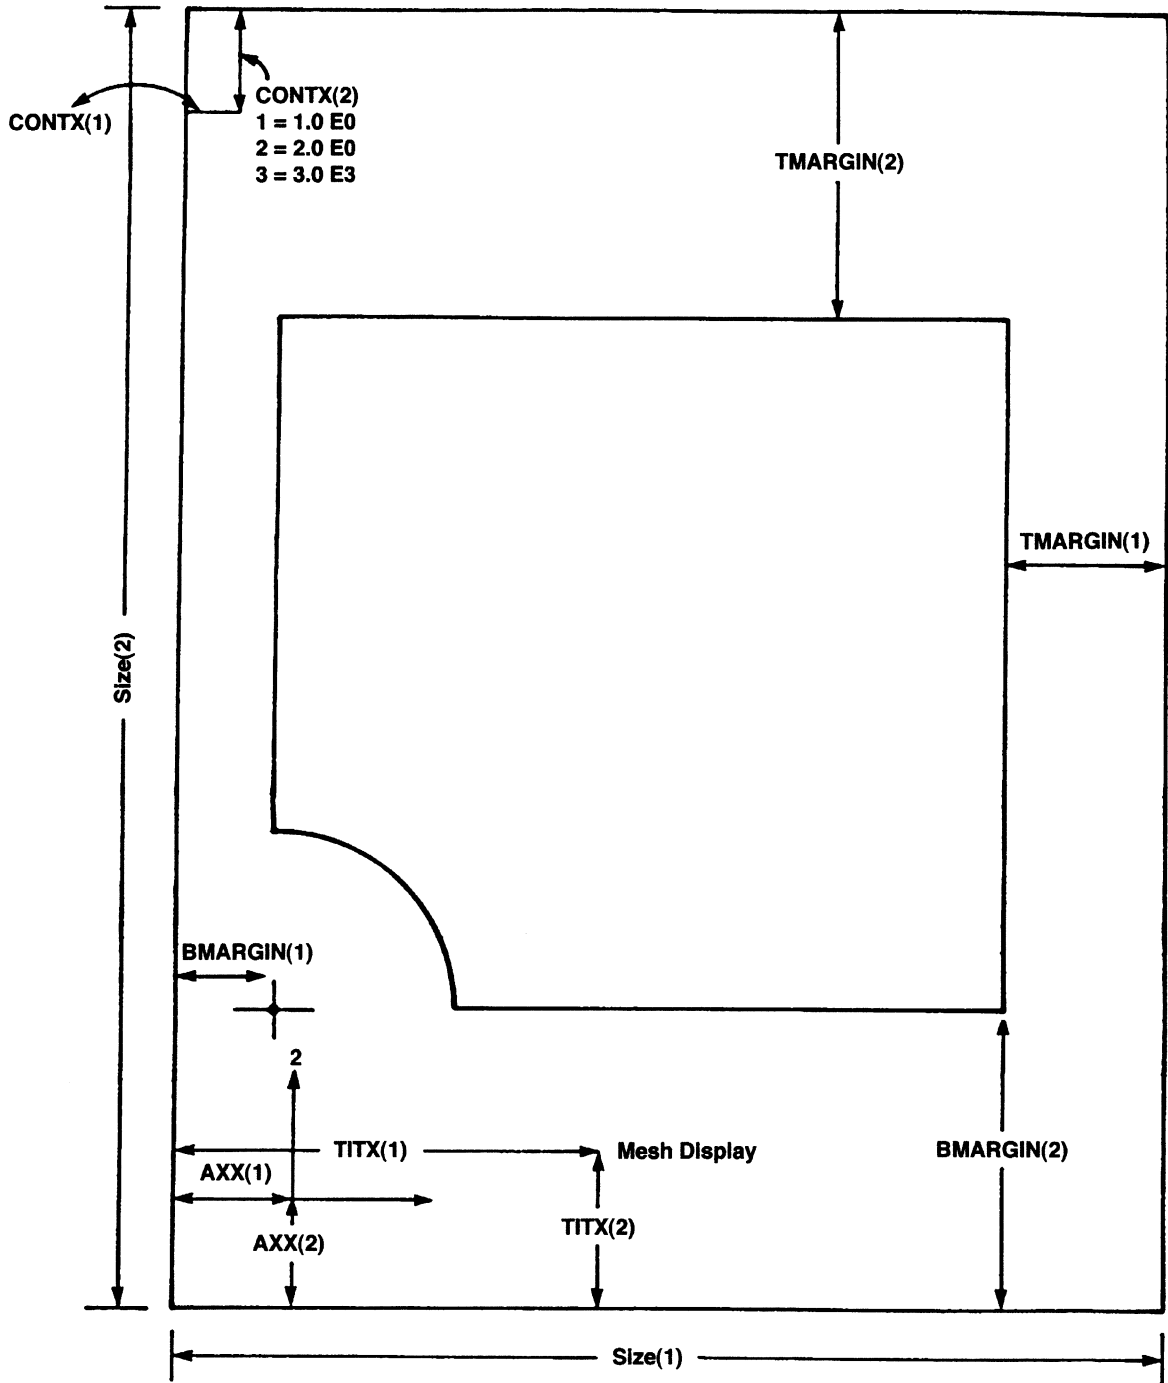 CONTX(1)
CONTX(2)
1 = 1.0 E0
2 = 2.0 E0
3 = 3.0 E3
TMARGIN(2)
TMARGIN(1)
Size(2)
BMARGIN(1)
2
TITX(1)
Mesh Display
BMARGIN(2)
AXX(1)
TITX(2)
AXX(2)
Size(1)